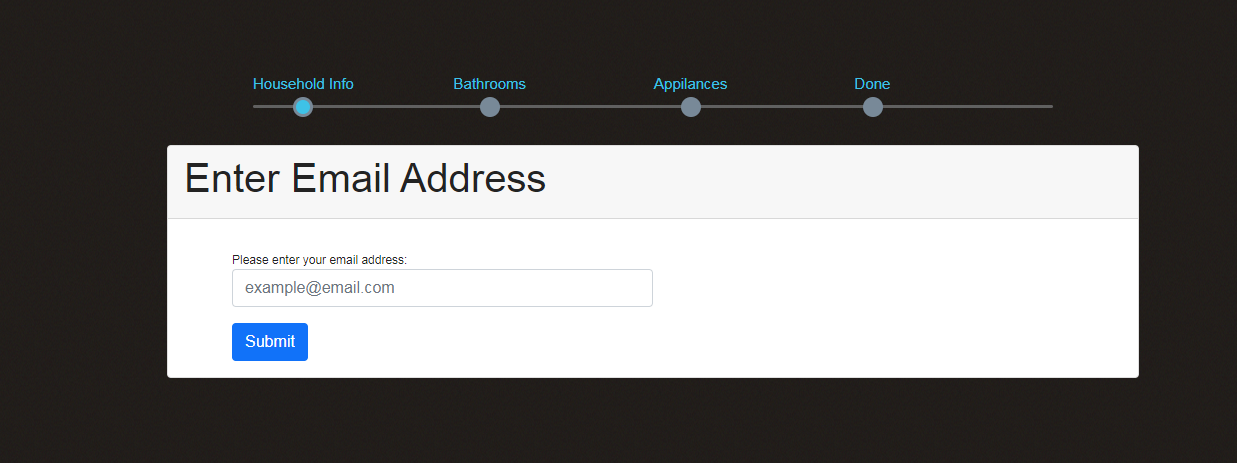 Household Info Bathrooms Appilances Done
Enter Email Address
Please enter your email address:
example@email.com
Submit